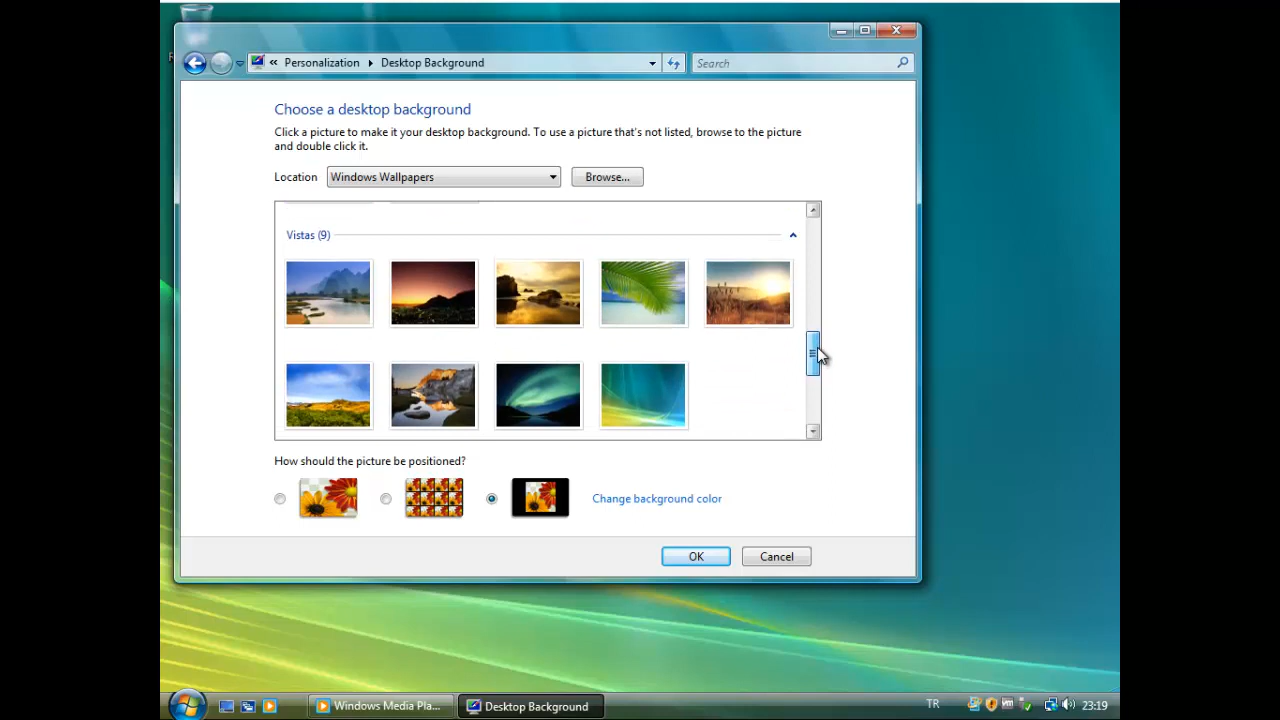 Personalization
Desktop Background
Search
Choose a desktop background
Click a picture to make it your desktop background. To use a picture that's not listed, browse to the picture
and double click it.
Location
Windows Wallpapers
Browse...
Vistas (9)
How should the picture be positioned?
Change background color
OK
Cancel
Windows Media Pla...
Desktop Background
TR
23:19